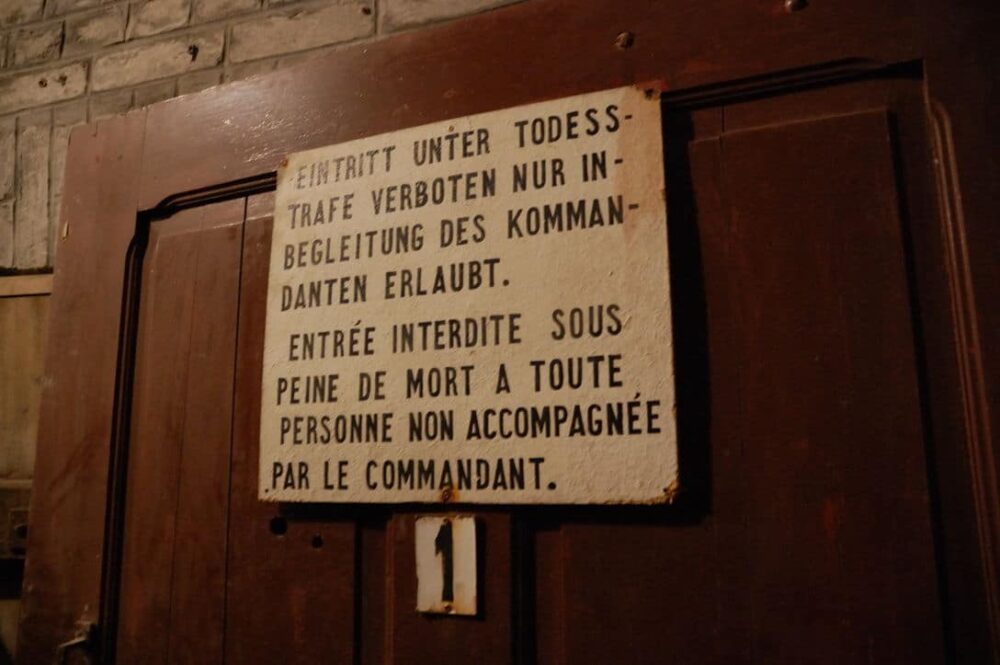 EINTRITT UNTER TODESS-
TRAFE VERBOTEN NUR IN-
BEGLEITUNG DES KOMMAN-
DANTEN ERLAUBT.
ENTRÉE INTERDITE SOUS
PEINE DE MORT A TOUTE
PERSONNE NON ACCOMPAGNÉE
PAR LE COMMANDANT.
1